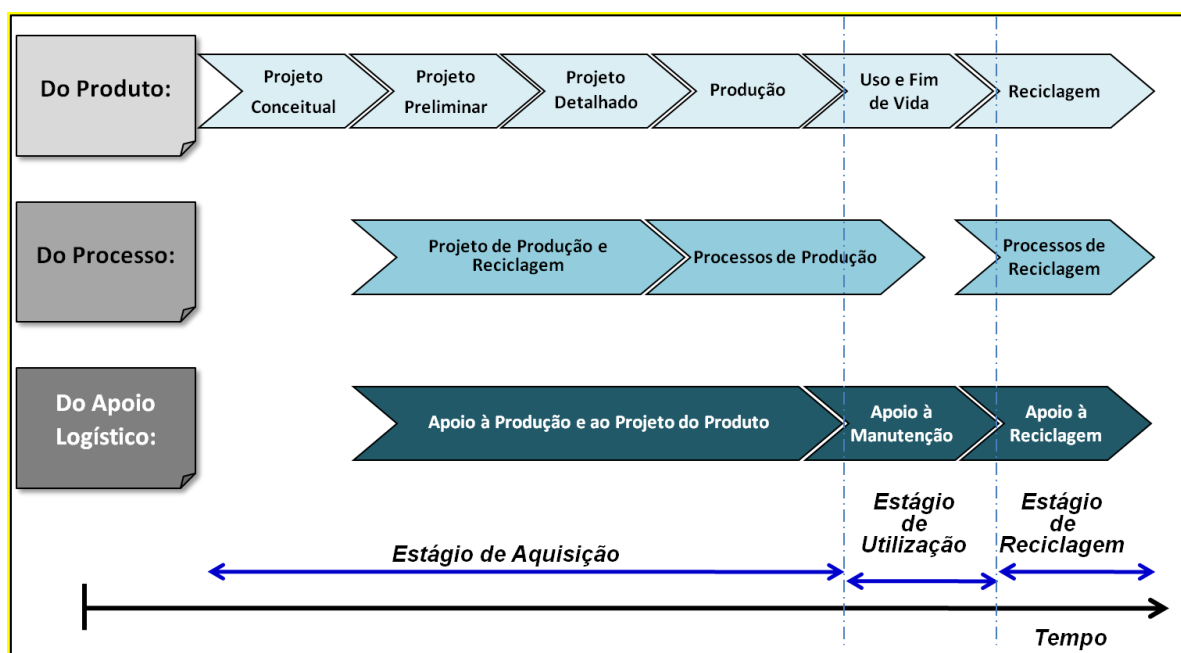 Do Produto:
Projeto
Conceitual
Projeto
Preliminar
Projeto
Detalhado
Produção
Uso e Fim
de Vida
Reciclagem
Do Processo:
Projeto de Produção e
Reciclagem
Processos de Produção
Processos de
Reciclagem
Do Apoio
Logístico:
Apoio à Produção e ao Projeto do Produto
Apoio à
Manutenção
Apoio à
Reciclagem
Estágio de Aquisição
Estágio
de
Utilização
Estágio
de
Reciclagem
Tempo